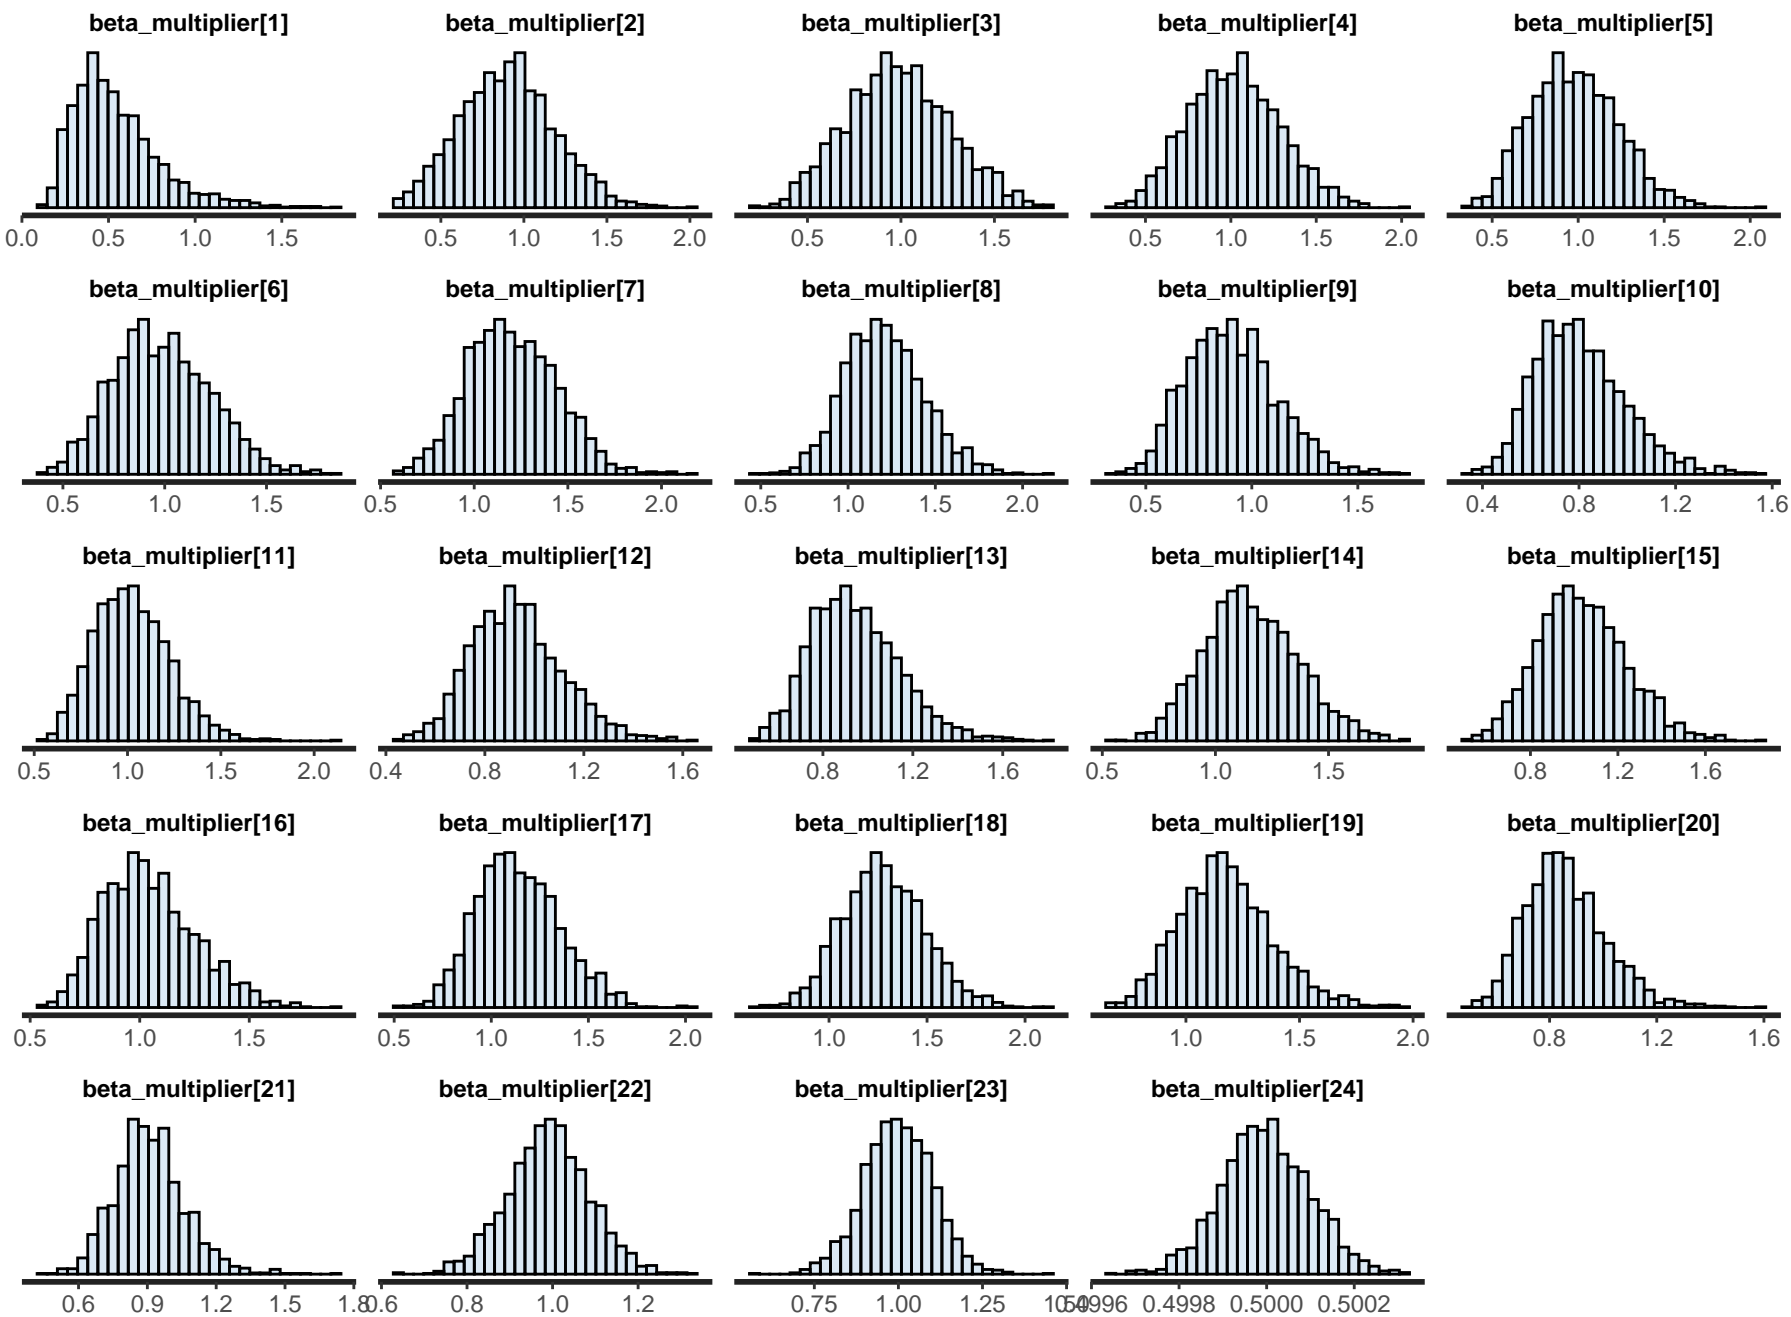 beta_multiplier[1] beta_multiplier[2] beta_multiplier[3] beta_multiplier[4] beta_multiplier[5]
0.0 0.5 1.0 1.5 0.5 1.0 1.5 2.0 0.5 1.0 1.5 0.5 1.0 1.5 2.0 0.5 1.0 1.5 2.0
beta_multiplier[6] beta_multiplier[7] beta_multiplier[8] beta_multiplier[9] beta_multiplier[10]
0.5 1.0 1.5 0.5 1.0 1.5 2.0 0.5 1.0 1.5 2.0 0.5 1.0 1.5 0.4 0.8 1.2 1.6
beta_multiplier[11] beta_multiplier[12] beta_multiplier[13] beta_multiplier[14] beta_multiplier[15]
0.5 1.0 1.5 2.0 0.4 0.8 1.2 1.6 0.8 1.2 1.6 0.5 1.0 1.5 0.8 1.2 1.6
beta_multiplier[16] beta_multiplier[17] beta_multiplier[18] beta_multiplier[19] beta_multiplier[20]
0.5 1.0 1.5 0.5 1.0 1.5 2.0 1.0 1.5 2.0 1.0 1.5 2.0 0.8 1.2 1.6
beta_multiplier[21] beta_multiplier[22] beta_multiplier[23] beta_multiplier[24]
0.6 0.9 1.2 1.5 1.8 0.6 0.8 1.0 1.2 0.75 1.00 1.25 1.50 0.4996 0.4998 0.5000 0.5002